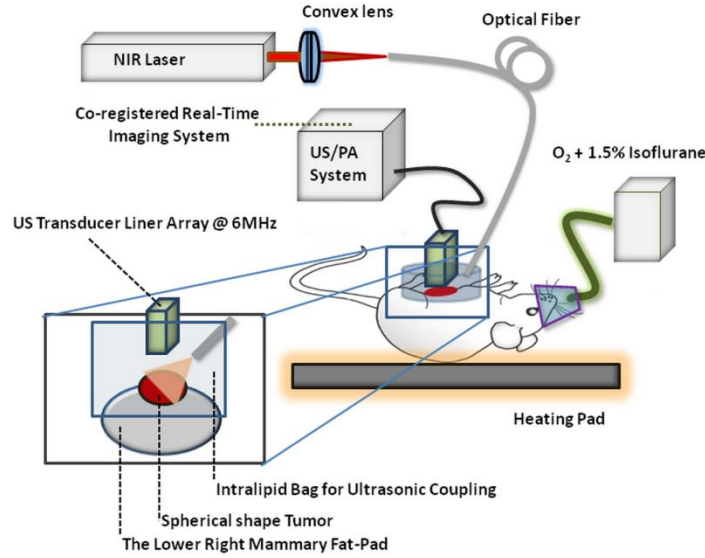 Convex lens
Optical Fiber
NIR Laser
Co-registered Real-Time
Imaging System
US/PA
System
O2 + 1.5% Isoflurane
US Transducer Liner Array @ 6MHz
Heating Pad
Intralipid Bag for Ultrasonic Coupling
Spherical shape Tumor
The Lower Right Mammary Fat-Pad